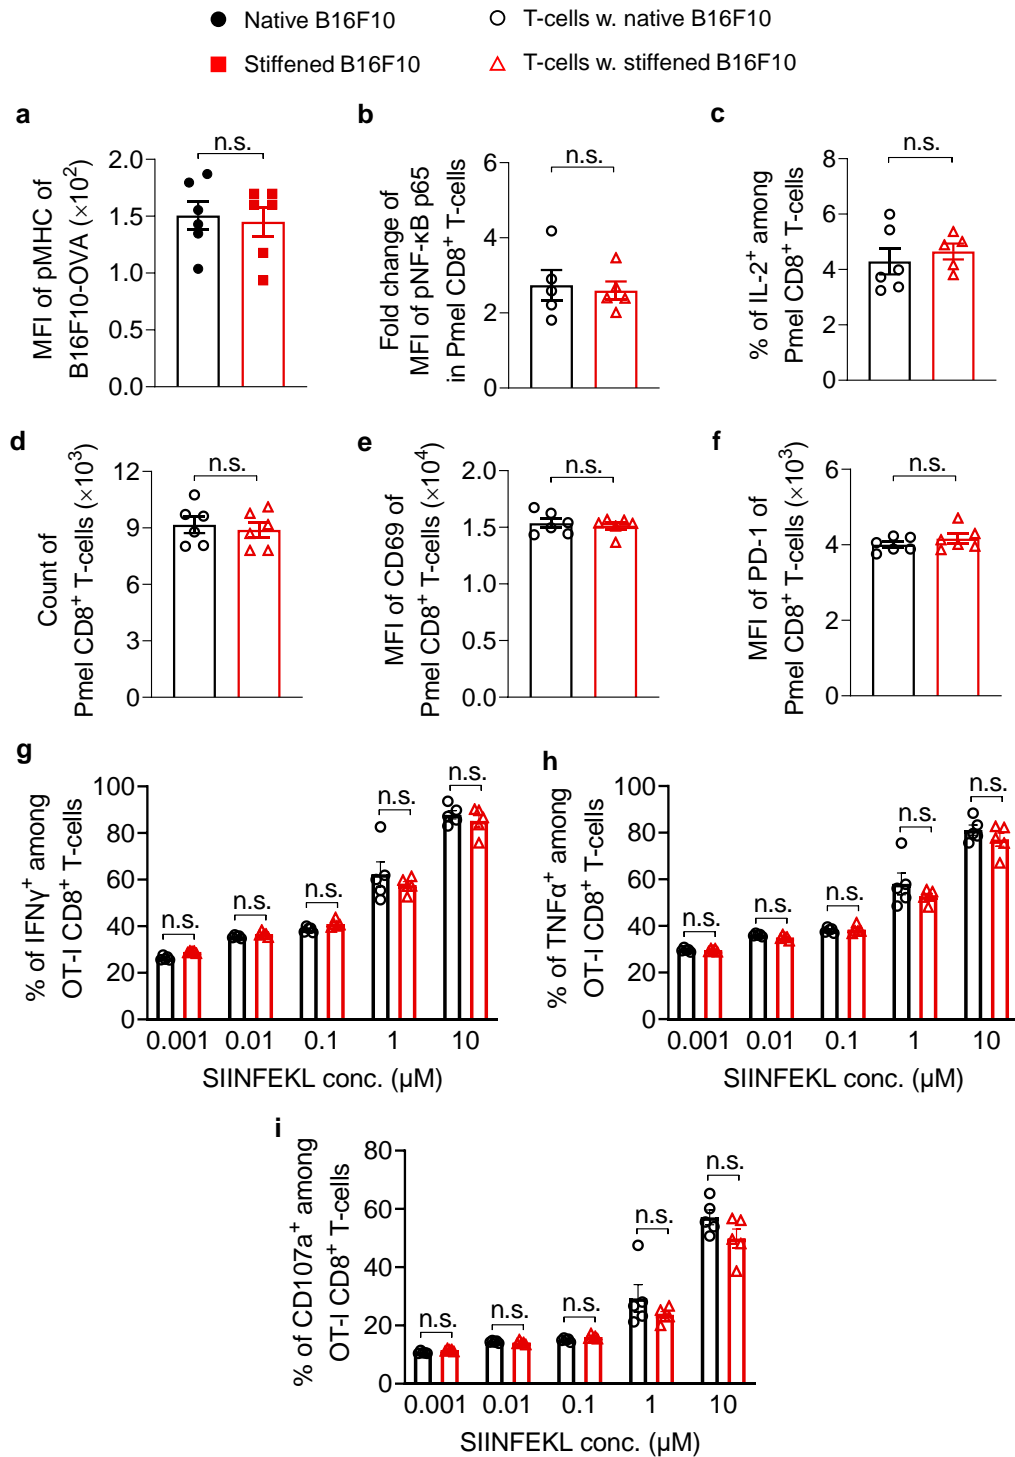 Native B16F10
T-cells w. native B16F10
Stiffened B16F10
T-cells w. stiffened B16F10
a
MFI of pMHC of
B16F10-OVA (×10²)
2.0
1.5
1.0
0.5
0.0
n.s.
b
Fold change of
MFI of pNF-κB p65
in Pmel CD8⁺ T-cells
6
4
2
0
n.s.
c
% of IL-2⁺ among
Pmel CD8⁺ T-cells
8
6
4
2
0
n.s.
d
Count of
Pmel CD8⁺ T-cells (×10³)
12
9
6
3
0
n.s.
e
MFI of CD69 of
Pmel CD8⁺ T-cells (×10⁴)
2.0
1.5
1.0
0.5
0.0
n.s.
f
MFI of PD-1 of
Pmel CD8⁺ T-cells (×10³)
6
4
2
0
n.s.
g
% of IFNγ⁺ among
OT-I CD8⁺ T-cells
100
80
60
40
20
0
n.s.
n.s.
n.s.
n.s.
n.s.
0.001 0.01 0.1 1 10
SIINFEKL conc. (μM)
h
% of TNFα⁺ among
OT-I CD8⁺ T-cells
100
80
60
40
20
0
n.s.
n.s.
n.s.
n.s.
n.s.
0.001 0.01 0.1 1 10
SIINFEKL conc. (μM)
i
% of CD107a⁺ among
OT-I CD8⁺ T-cells
80
60
40
20
0
n.s.
n.s.
n.s.
n.s.
n.s.
0.001 0.01 0.1 1 10
SIINFEKL conc. (μM)